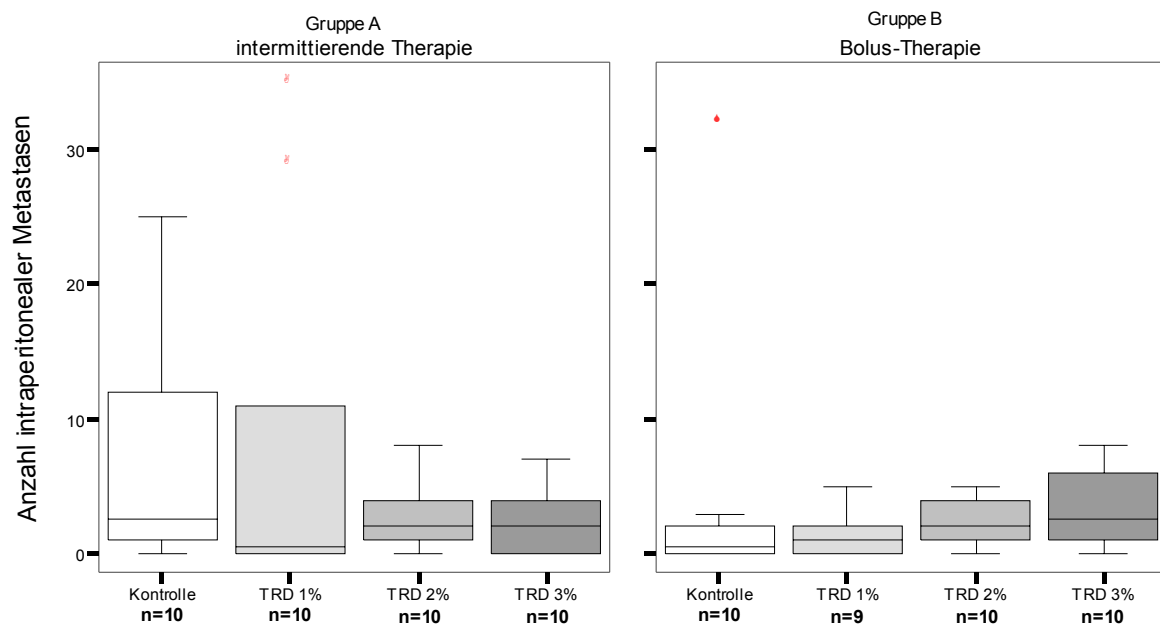 Gruppe A
intermittierende Therapie
Gruppe B
Bolus-Therapie
Anzahl intraperitonealer Metastasen
30
20
10
0
Kontrolle
n=10
TRD 1%
n=10
TRD 2%
n=10
TRD 3%
n=10
Kontrolle
n=10
TRD 1%
n=9
TRD 2%
n=10
TRD 3%
n=10